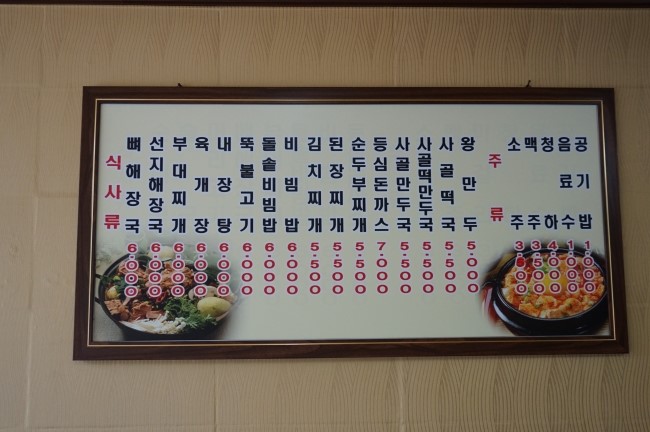 식사류
뼈해장국 6.000
선지해장국 6.000
부대찌개 6.000
육개장 6.000
내장탕 6.000
뚝불고기 6.000
돌솥비빔밥 6.000
비빔밥 6.000
김치찌개 5.500
된장찌개 5.500
순두부찌개 5.500
등심돈까스 7.000
사골만두국 5.500
사골떡만두국 5.500
사골떡국 5.500
왕만두 5.000
주류
소주 3.000
맥주 3.500
청하 4.000
음료수 1.000
공기밥 1.000